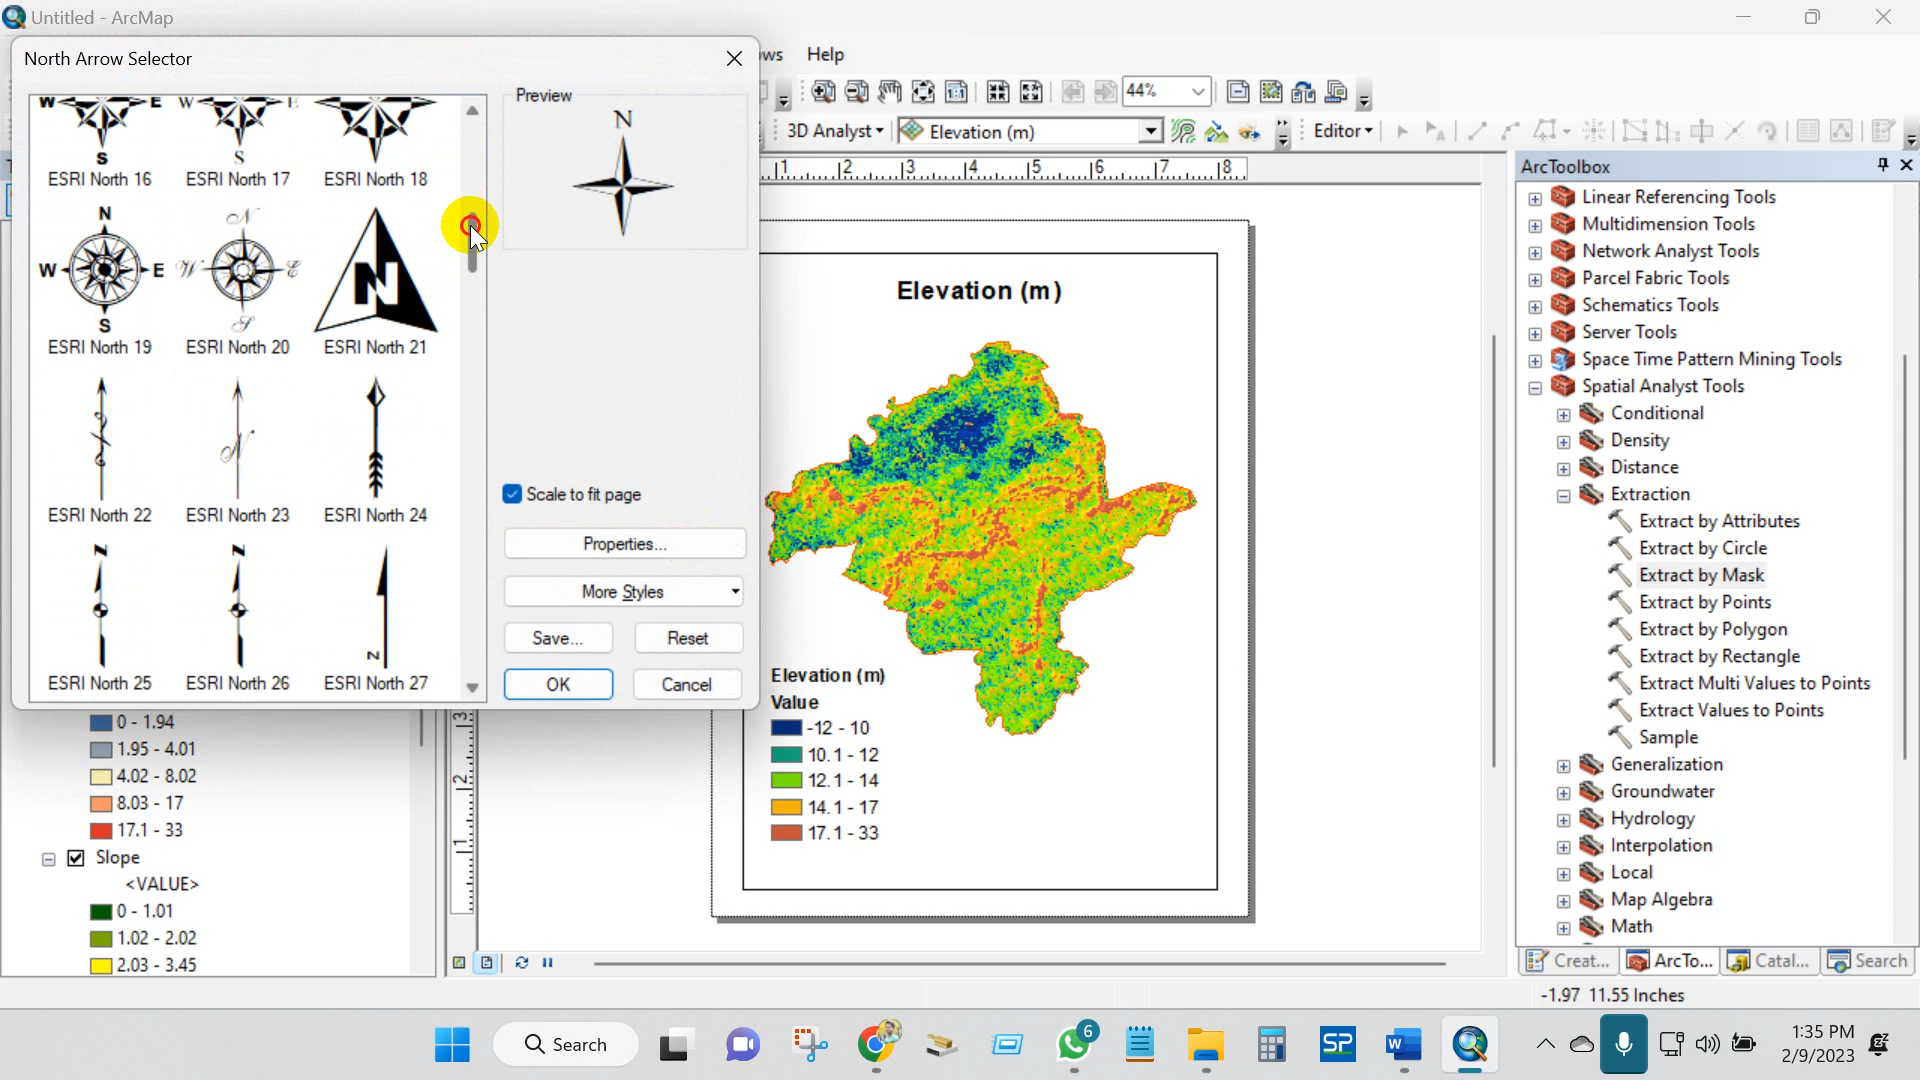 Untitled - ArcMap
North Arrow Selector
Help
Preview
44%
3D Analyst
Elevation (m)
Editor
ESRI North 16
ESRI North 17
ESRI North 18
ESRI North 19
ESRI North 20
ESRI North 21
ESRI North 22
ESRI North 23
ESRI North 24
ESRI North 25
ESRI North 26
ESRI North 27
N
Scale to fit page
Properties...
More Styles
Save...
Reset
OK
Cancel
0 - 1.94
1.95 - 4.01
4.02 - 8.02
8.03 - 17
17.1 - 33
Slope
<VALUE>
0 - 1.01
1.02 - 2.02
2.03 - 3.45
Elevation (m)
Elevation (m)
Value
-12 - 10
10.1 - 12
12.1 - 14
14.1 - 17
17.1 - 33
ArcToolbox
Linear Referencing Tools
Multidimension Tools
Network Analyst Tools
Parcel Fabric Tools
Schematics Tools
Server Tools
Space Time Pattern Mining Tools
Spatial Analyst Tools
Conditional
Density
Distance
Extraction
Extract by Attributes
Extract by Circle
Extract by Mask
Extract by Points
Extract by Polygon
Extract by Rectangle
Extract Multi Values to Points
Extract Values to Points
Sample
Generalization
Groundwater
Hydrology
Interpolation
Local
Map Algebra
Math
Creat...
ArcTo...
Catal...
Search
-1.97 11.55 Inches
Search
6
SP
1:35 PM
2/9/2023